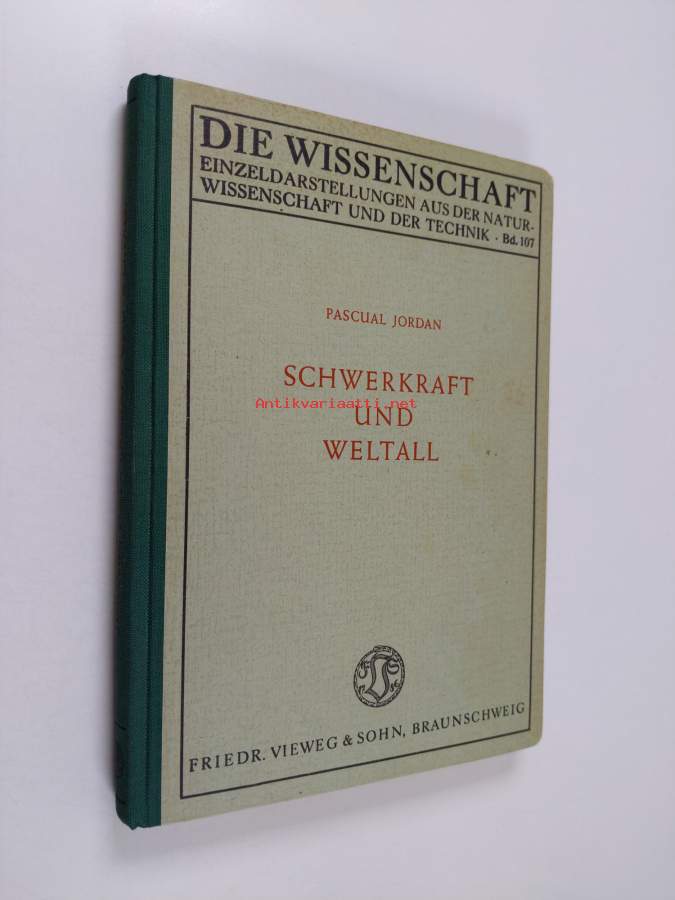 DIE WISSENSCHAFT
EINZELDARSTELLUNGEN AUS DER NATUR-
WISSENSCHAFT UND DER TECHNIK · Bd. 107
PASCUAL JORDAN
SCHWERKRAFT
Antikvariaatti.net
UND
WELTALL
FRIEDR. VIEWEG & SOHN, BRAUNSCHWEIG